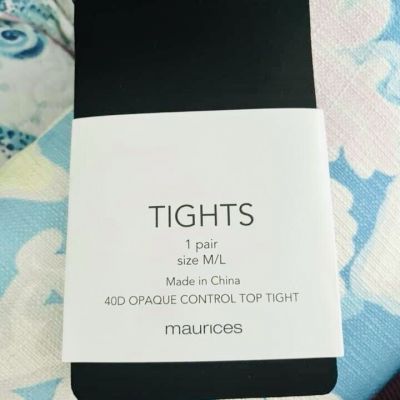 TIGHTS
1 pair
size M/L
Made in China
40D OPAQUE CONTROL TOP TIGHT
maurices